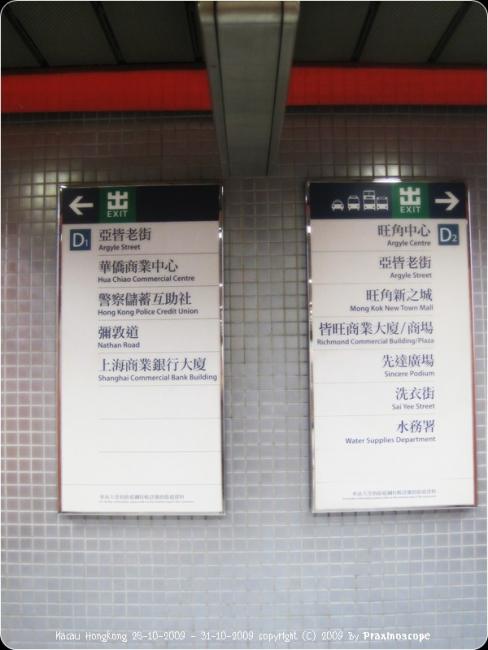 出
EXIT
D1
亞皆老街
Argyle Street
華僑商業中心
Hua Chiao Commercial Centre
警察儲蓄互助社
Hong Kong Police Credit Union
彌敦道
Nathan Road
上海商業銀行大廈
Shanghai Commercial Bank Building
出
EXIT
D2
旺角中心
Argyle Centre
亞皆老街
Argyle Street
旺角新之城
Mong Kok New Town Mall
皆旺商業大廈/商場
Richmond Commercial Building/Plaza
先達廣場
Sincere Podium
洗衣街
Sai Yee Street
水務署
Water Supplies Department
Macau Hongkong 25-10-2009 - 31-10-2009 copyright (C) 2009 By Praxinoscope